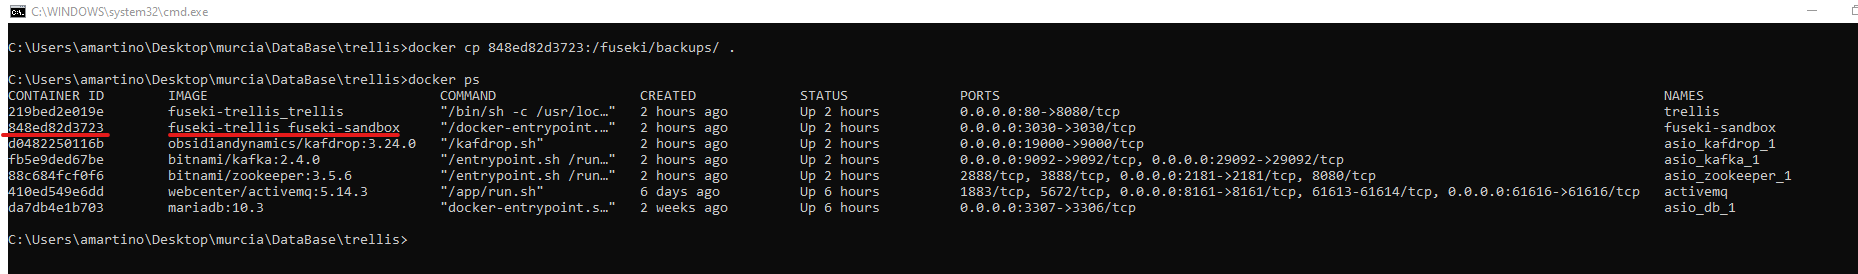 C:\WINDOWS\system32\cmd.exe
C:\Users\amartino\Desktop\murcia\DataBase\trellis>docker cp 848ed82d3723:/fuseki/backups/ .
C:\Users\amartino\Desktop\murcia\DataBase\trellis>docker ps
CONTAINER ID IMAGE COMMAND CREATED STATUS PORTS NAMES
219bed2e019e fuseki-trellis_trellis "/bin/sh -c /usr/loc…" 2 hours ago Up 2 hours 0.0.0.0:80->8080/tcp trellis
848ed82d3723 fuseki-trellis_fuseki-sandbox "/docker-entrypoint.…" 2 hours ago Up 2 hours 0.0.0.0:3030->3030/tcp fuseki-sandbox
d0482250116b obsidiandynamics/kafdrop:3.24.0 "/kafdrop.sh" 2 hours ago Up 2 hours 0.0.0.0:19000->9000/tcp asio_kafdrop_1
fb5e9ded67be bitnami/kafka:2.4.0 "/entrypoint.sh /run…" 2 hours ago Up 2 hours 0.0.0.0:9092->9092/tcp, 0.0.0.0:29092->29092/tcp asio_kafka_1
88c684fcf0f6 bitnami/zookeeper:3.5.6 "/entrypoint.sh /run…" 2 hours ago Up 2 hours 2888/tcp, 3888/tcp, 0.0.0.0:2181->2181/tcp, 8080/tcp asio_zookeeper_1
410ed549e6dd webcenter/activemq:5.14.3 "/app/run.sh" 6 days ago Up 6 hours 1883/tcp, 5672/tcp, 0.0.0.0:8161->8161/tcp, 61613-61614/tcp, 0.0.0.0:61616->61616/tcp activemq
da7db4e1b703 mariadb:10.3 "docker-entrypoint.s…" 2 weeks ago Up 6 hours 0.0.0.0:3307->3306/tcp asio_db_1
C:\Users\amartino\Desktop\murcia\DataBase\trellis>